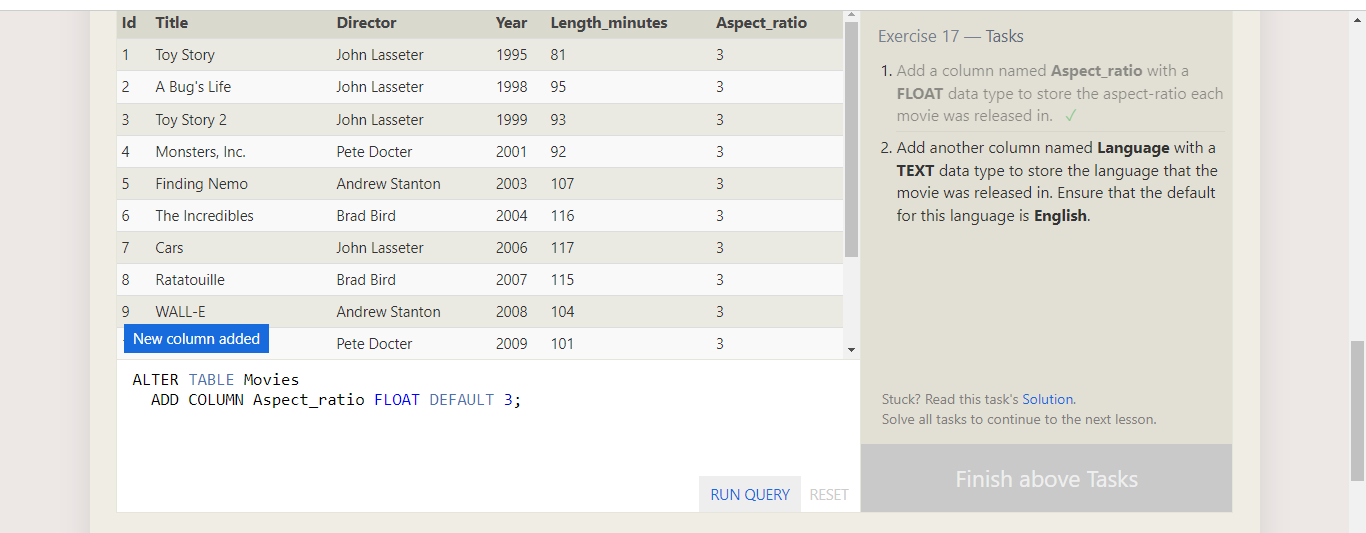 Id Title Director Year Length_minutes Aspect_ratio
1 Toy Story John Lasseter 1995 81 3
2 A Bug's Life John Lasseter 1998 95 3
3 Toy Story 2 John Lasseter 1999 93 3
4 Monsters, Inc. Pete Docter 2001 92 3
5 Finding Nemo Andrew Stanton 2003 107 3
6 The Incredibles Brad Bird 2004 116 3
7 Cars John Lasseter 2006 117 3
8 Ratatouille Brad Bird 2007 115 3
9 WALL-E Andrew Stanton 2008 104 3
New column added Pete Docter 2009 101 3
ALTER TABLE Movies
ADD COLUMN Aspect_ratio FLOAT DEFAULT 3;
RUN QUERY RESET
Exercise 17 — Tasks
1. Add a column named Aspect_ratio with a
FLOAT data type to store the aspect-ratio each
movie was released in. ✓
2. Add another column named Language with a
TEXT data type to store the language that the
movie was released in. Ensure that the default
for this language is English.
Stuck? Read this task's Solution.
Solve all tasks to continue to the next lesson.
Finish above Tasks